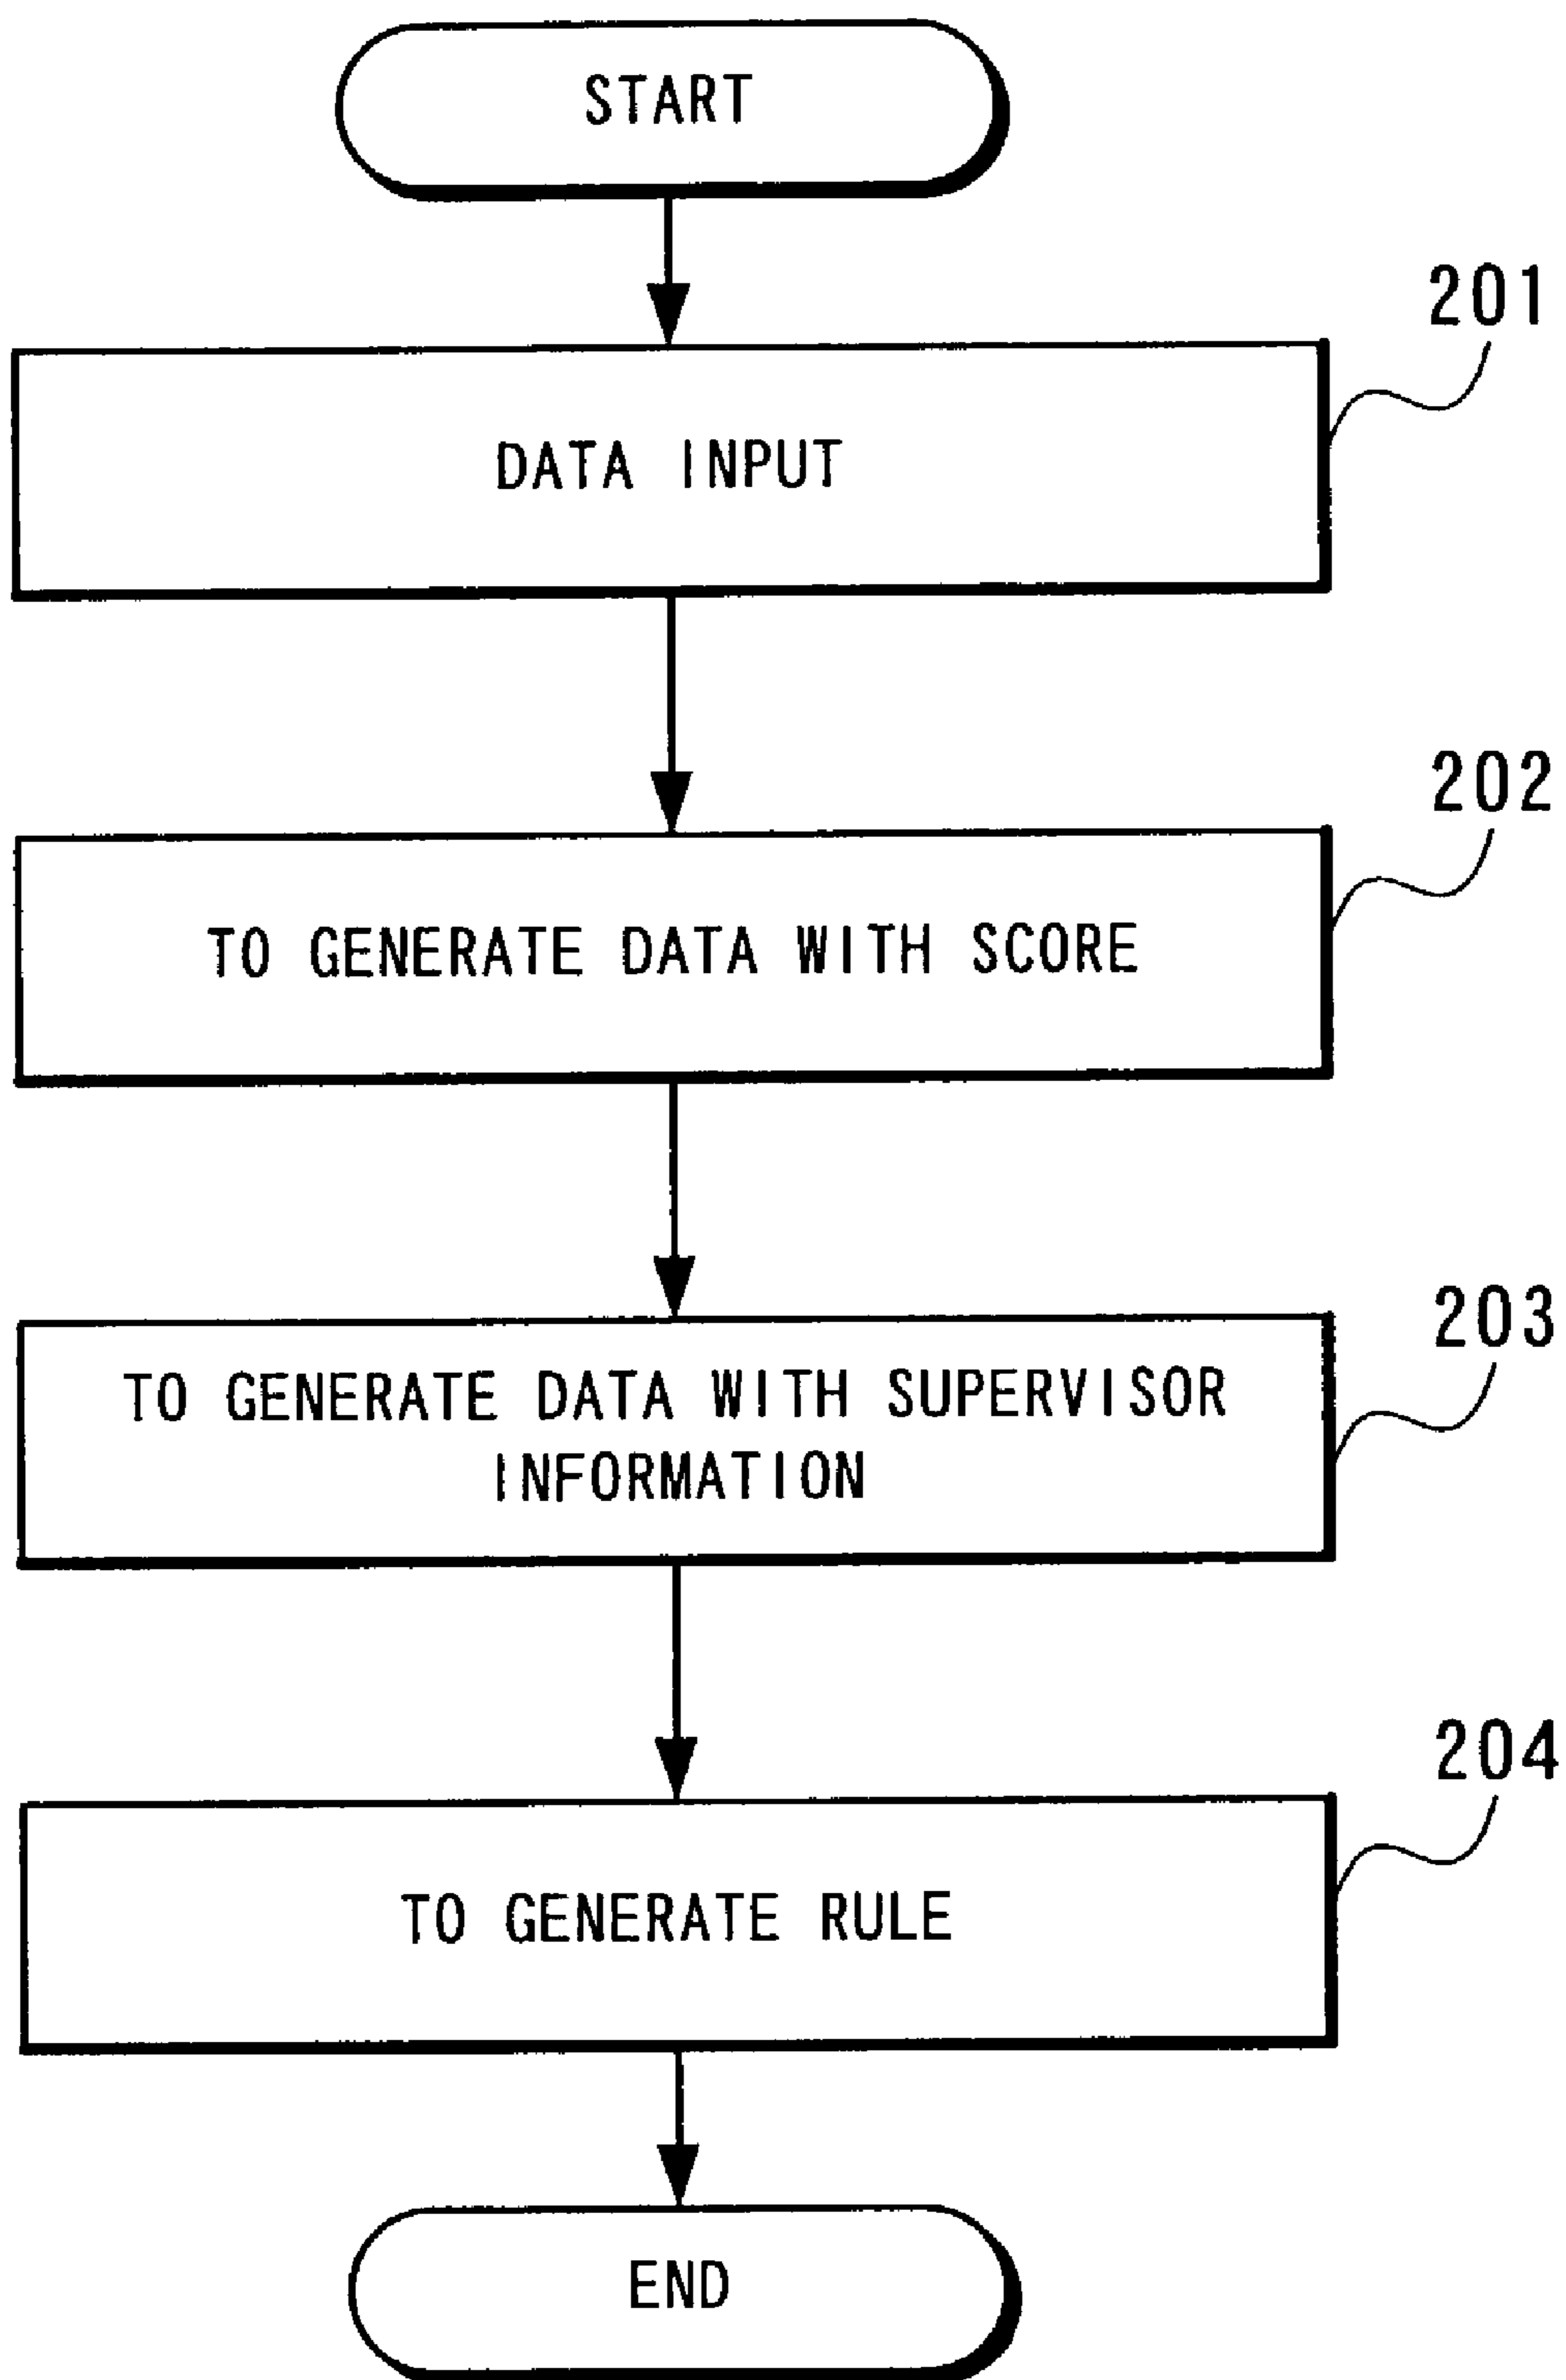 START
201
DATA INPUT
202
TO GENERATE DATA WITH SCORE
203
TO GENERATE DATA WITH SUPERVISOR
INFORMATION
204
TO GENERATE RULE
END